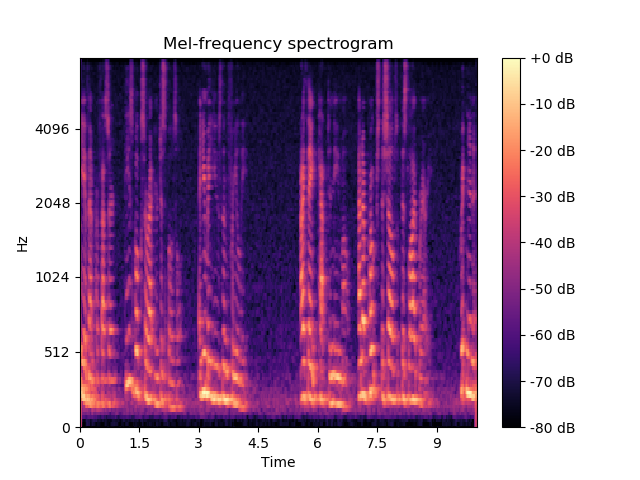 Mel-frequency spectrogram
+0 dB
-10 dB
-20 dB
-30 dB
-40 dB
-50 dB
-60 dB
-70 dB
-80 dB
Hz
4096
2048
1024
512
0
0 1.5 3 4.5 6 7.5 9
Time